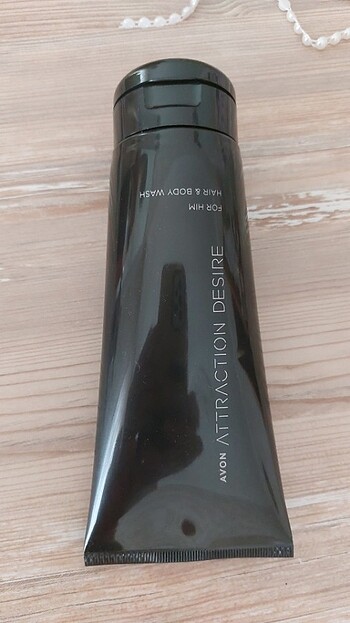 AVON ATTRACTION DESIRE
FOR HIM
HAIR & BODY WASH